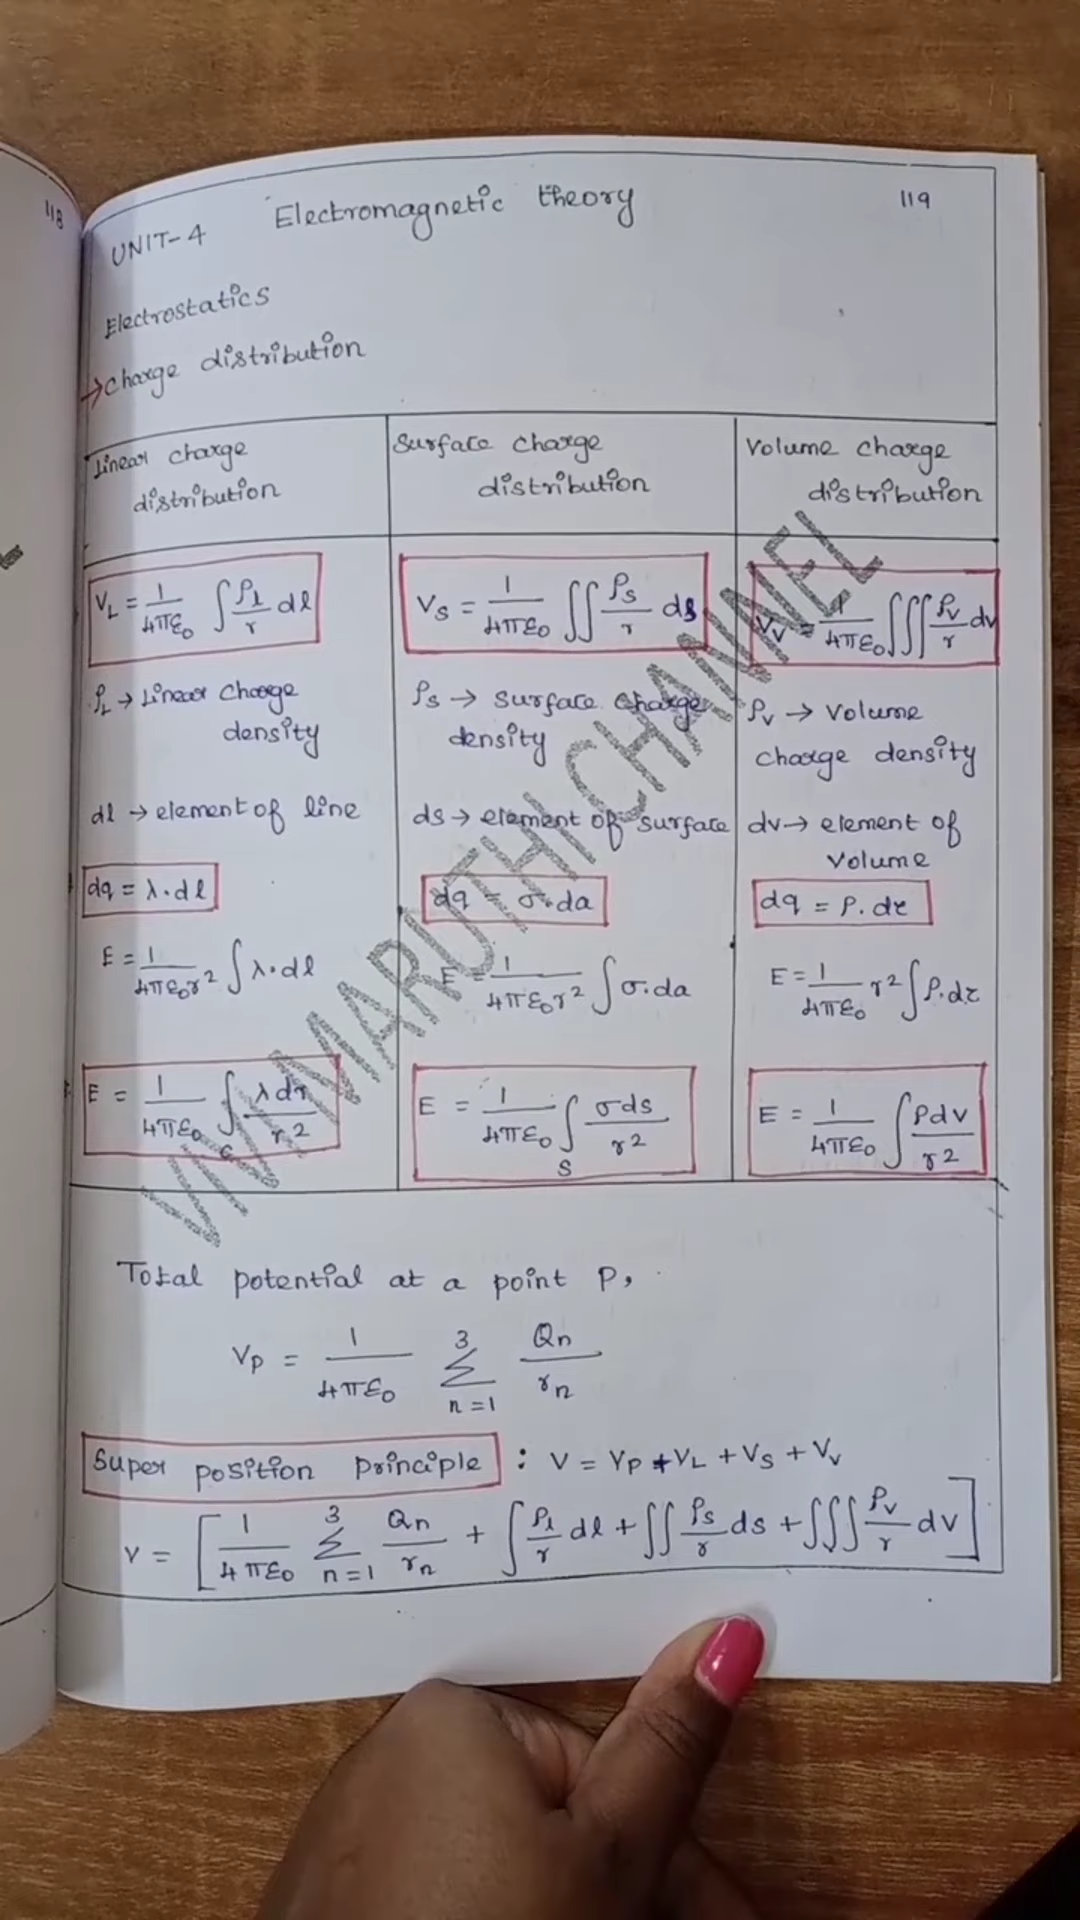 118
119
UNIT-4 Electromagnetic theory
Electrostatics
→ charge distribution
Linear charge distribution
V_L = 1/4πε₀ ∫ ρ_l/r dl
ρ_L → Linear Charge density
dl → element of line
dq = λ.dl
E = 1/4πε₀r² ∫ λ.dl
E = 1/4πε₀ ∫_c λ dr/r²
Surface charge distribution
V_S = 1/4πε₀ ∬ ρ_s/r ds
ρ_s → surface charge density
ds → element of surface
dq = σ.da
E = 1/4πε₀r² ∫ σ.da
E = 1/4πε₀ ∫_S σds/r²
Volume charge distribution
V_V = 1/4πε₀ ∭ ρ_v/r dv
ρ_v → volume charge density
dv → element of volume
dq = ρ.dτ
E = 1/4πε₀ r² ∫ ρ.dτ
E = 1/4πε₀ ∫ ρdv/r²
Total potential at a point P,
V_P = 1/4πε₀ Σ_{n=1}^{3} Qn/rn
Super position principle : V = V_P + V_L + V_S + V_v
V = [ 1/4πε₀ Σ_{n=1}^{3} Qn/rn + ∫ ρ_l/r dl + ∬ ρ_s/r ds + ∭ ρ_v/r dv ]
CHANNEL